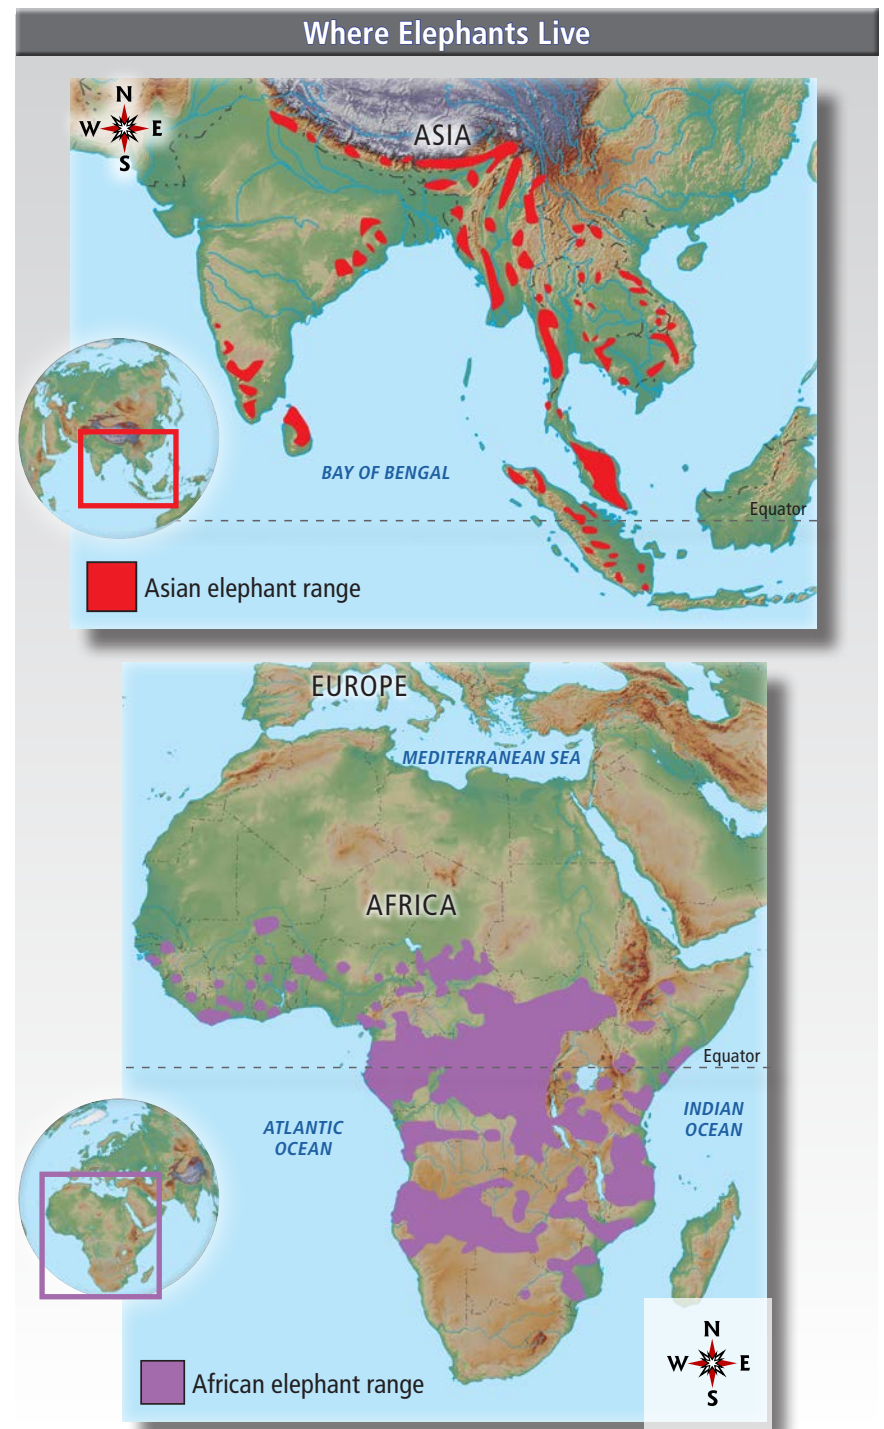 Where Elephants Live
N
W E
S
ASIA
BAY OF BENGAL
Equator
Asian elephant range
EUROPE
MEDITERRANEAN SEA
AFRICA
Equator
ATLANTIC
OCEAN
INDIAN
OCEAN
N
W E
S
African elephant range